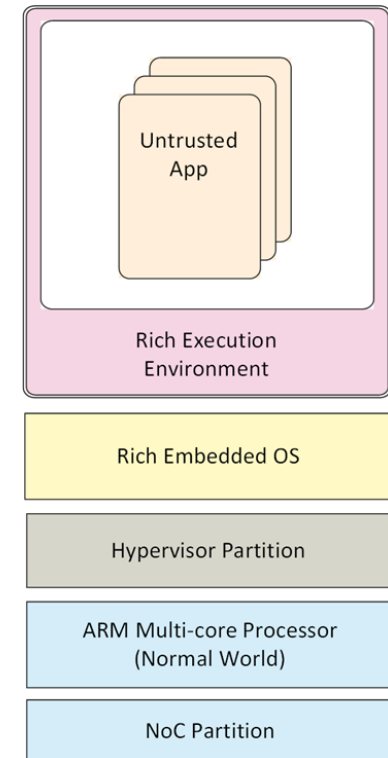 Untrusted
App
Rich Execution
Environment
Rich Embedded OS
Hypervisor Partition
ARM Multi-core Processor
(Normal World)
NoC Partition